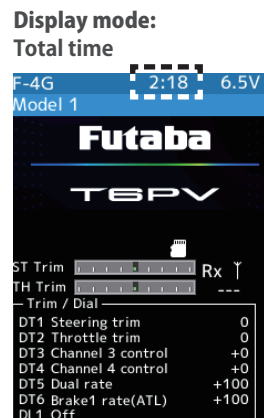 Display mode:
Total time
F-4G 2:18 6.5V
Model 1
Futaba
T6PV
ST Trim Rx
TH Trim ---
Trim / Dial
DT1 Steering trim 0
DT2 Throttle trim 0
DT3 Channel 3 control +0
DT4 Channel 4 control +0
DT5 Dual rate +100
DT6 Brake1 rate(ATL) +100
DL1 Off